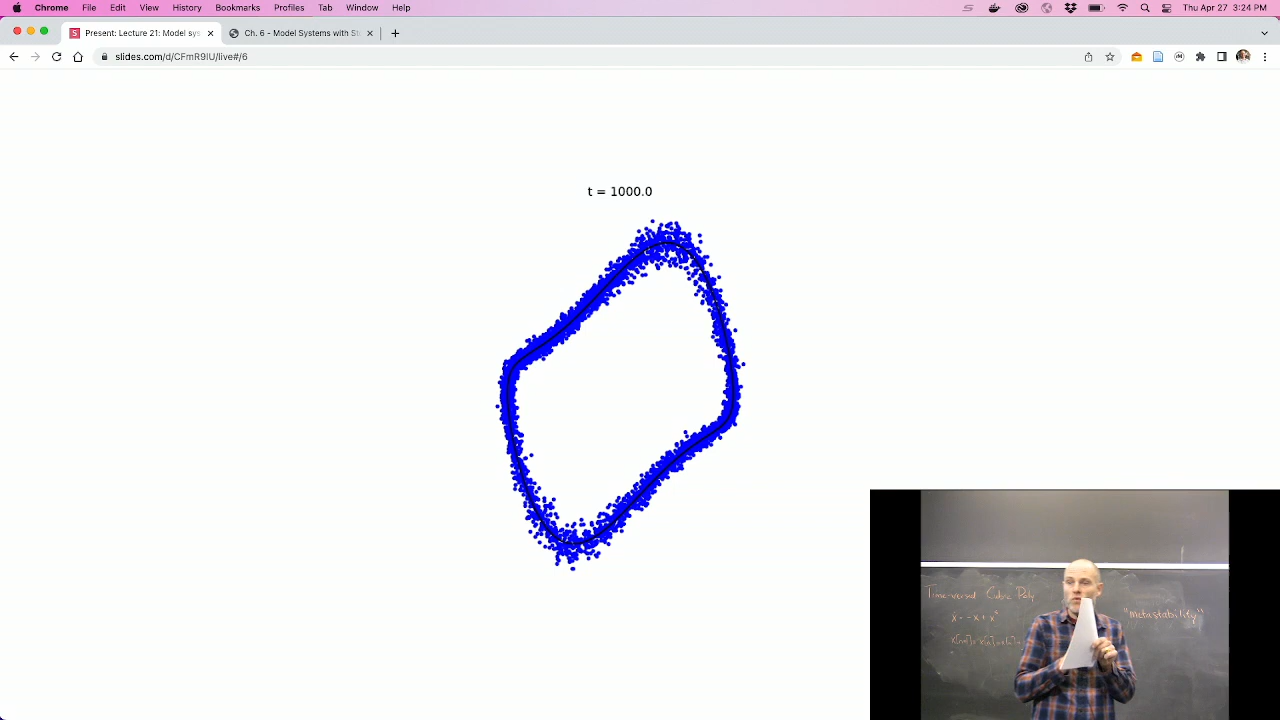 Chrome File Edit View History Bookmarks Profiles Tab Window Help Thu Apr 27 3:24 PM
Present: Lecture 21: Model sys Ch. 6 - Model Systems with St
slides.com/d/CFmR9IU/live#/6
t = 1000.0
Time-reversed Cubic Poly
"metastability"